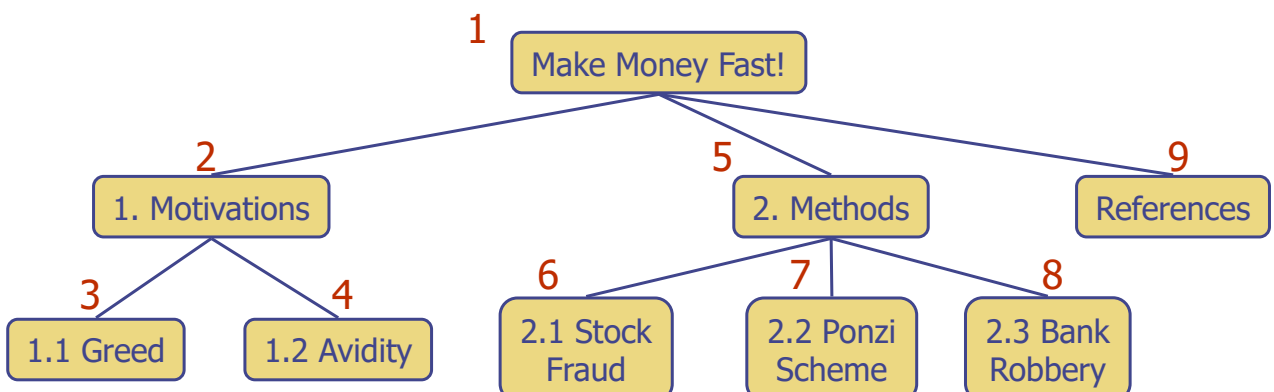 1
Make Money Fast!
2
5
9
1. Motivations
2. Methods
References
3
4
6
7
8
1.1 Greed
1.2 Avidity
2.1 Stock
Fraud
2.2 Ponzi
Scheme
2.3 Bank
Robbery